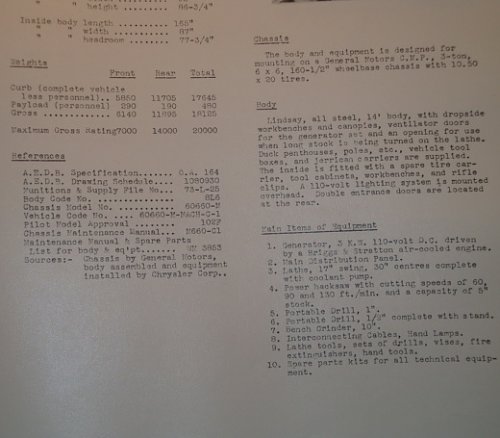 " height .......... 86-3/4"
Inside body length .......... 165"
" " width .......... 87"
" " headroom ........ 77-3/4"
Weights
Front Rear Total
Curb (complete vehicle
less personnel).. 5850 11705 17645
Payload (personnel) 290 190 480
Gross .............. 6140 11895 18125
Maximum Gross Rating 7000 14000 20000
References
A.E.D.B. Specification....... O.A. 164
A.E.D.B. Drawing Schedule.... 1080930
Munitions & Supply File No... 73-L-25
Body Code No. ............... 8L6
Chassis Model No. ........... 60660-M
Vehicle Code No. .... 60660-M-MACH-G-1
Pilot Model Approval ........ 102P
Chassis Maintenance Manual... M660-C1
Maintenance Manual & Spare Parts
List for body & eq'pt....... MY 3853
Sources:- Chassis by General Motors,
body assembled and equipment
installed by Chrysler Corp..
Chassis
The body and equipment is designed for
mounting on a General Motors C.M.P., 3-ton,
6 x 6, 160-1/2" wheelbase chassis with 10.50
x 20 tires.
Body
Lindsay, all steel, 14' body, with dropside
workbenches and canopies, ventilator doors
for the generator set and an opening for use
when long stock is being turned on the lathe.
Duck penthouses, poles, etc., vehicle tool
boxes, and jerrican carriers are supplied.
The inside is fitted with a spare tire car-
rier, tool cabinets, workbenches, and rifle
clips. A 110-volt lighting system is mounted
overhead. Double entrance doors are located
at the rear.
Main Items of Equipment
1. Generator, 3 K.W. 110-volt D.C. driven
by a Briggs & Stratton air-cooled engine.
2. Main Distribution Panel.
3. Lathe, 17" swing, 30" centres complete
with coolant pump.
4. Power hacksaw with cutting speeds of 60,
90 and 130 ft./min. and a capacity of 5"
stock.
5. Portable Drill, 1".
6. Portable Drill, 1/2" complete with stand.
7. Bench Grinder, 10".
8. Interconnecting Cables, Hand Lamps.
9. Lathe tools, sets of drills, vises, fire
extinguishers, hand tools.
10. Spare parts kits for all technical equip-
ment.